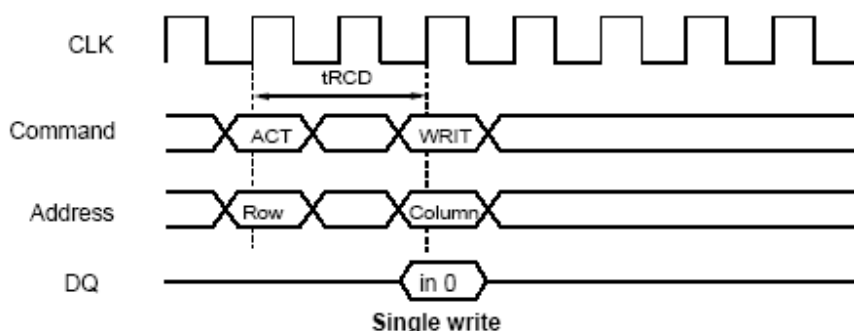 CLK
tRCD
Command ACT WRIT
Address Row Column
DQ in 0
Single write